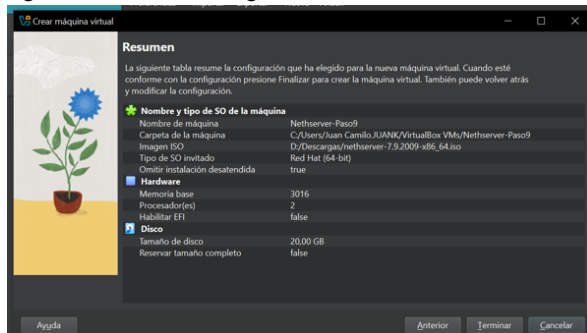 Crear máquina virtual
Resumen
La siguiente tabla resume la configuración que ha elegido para la nueva máquina virtual. Cuando esté
conforme con la configuración presione Finalizar para crear la máquina virtual. También puede volver atrás
y modificar la configuración.
Nombre y tipo de SO de la máquina
Nombre de máquina Nethserver-Paso9
Carpeta de la máquina C:/Users/Juan Camilo.JUANK/VirtualBox VMs/Nethserver-Paso9
Imagen ISO D:/Descargas/nethserver-7.9.2009-x86_64.iso
Tipo de SO invitado Red Hat (64-bit)
Omitir instalación desatendida true
Hardware
Memoria base 3016
Procesador(es) 2
Habilitar EFI false
Disco
Tamaño de disco 20,00 GB
Reservar tamaño completo false
Ayuda Anterior Terminar Cancelar